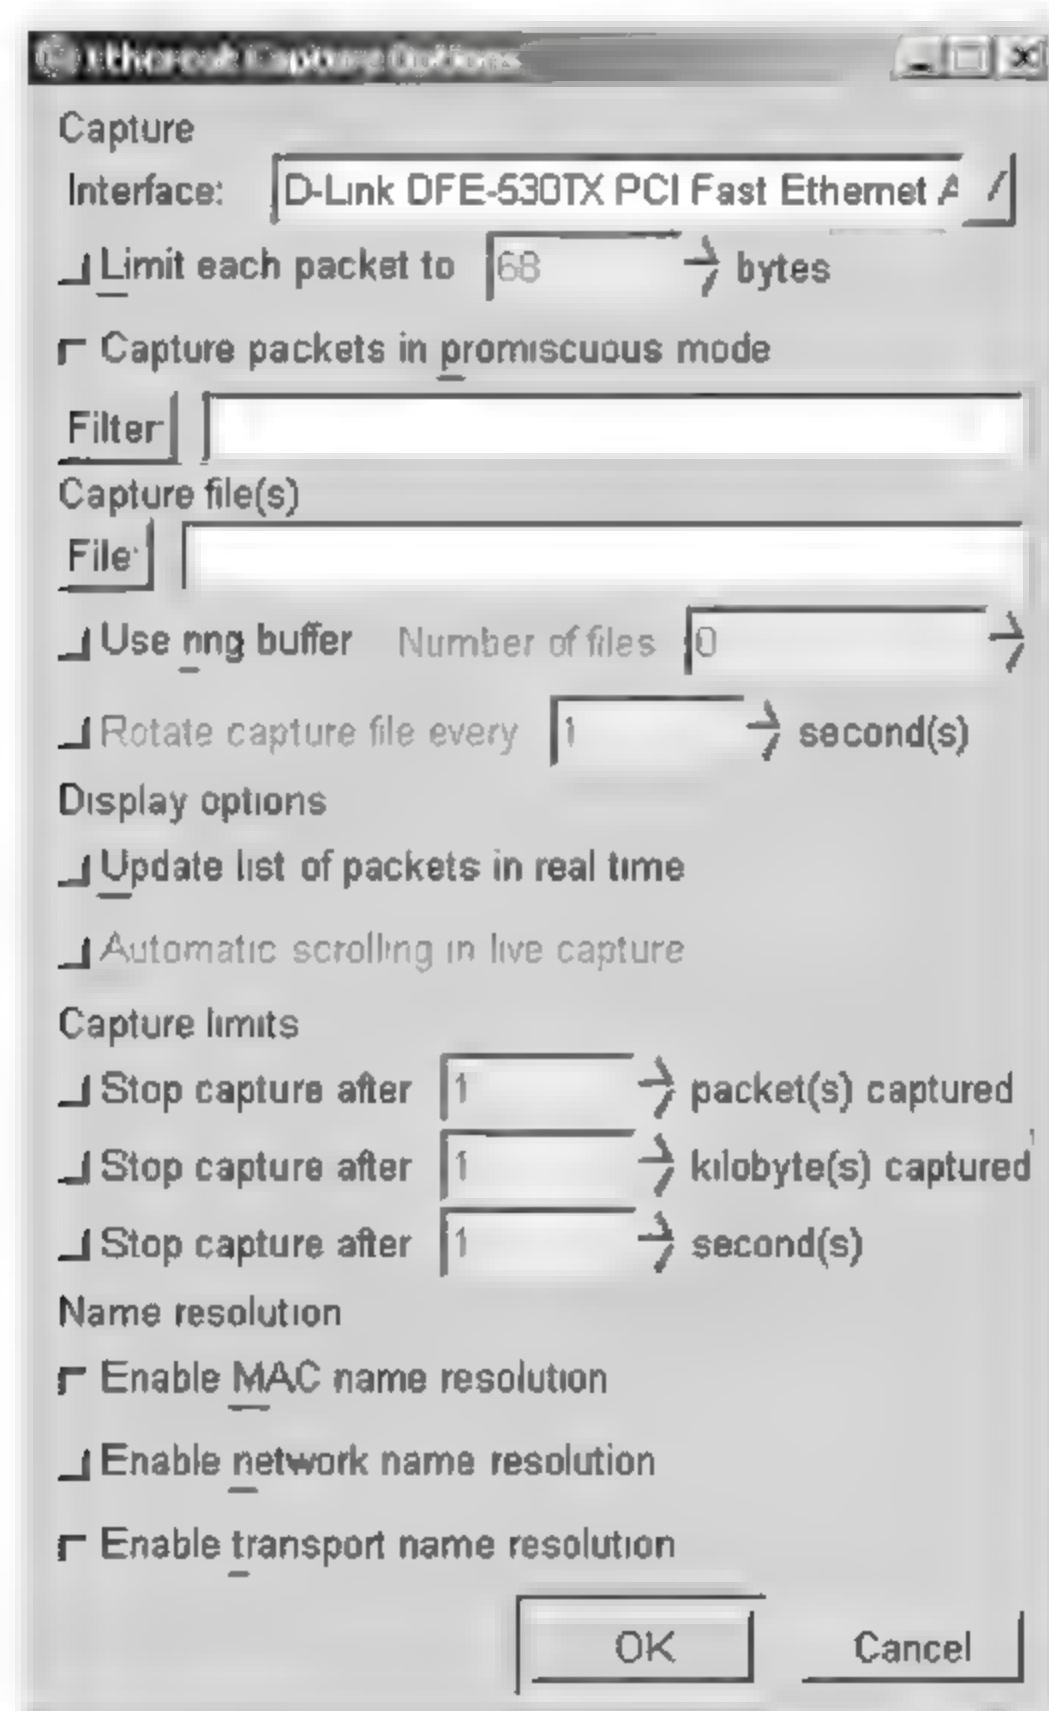 Ethereal: Capture Options
Capture
Interface: D-Link DFE-530TX PCI Fast Ethernet A
Limit each packet to 68 bytes
Capture packets in promiscuous mode
Filter:
Capture file(s)
File:
Use ring buffer Number of files 0
Rotate capture file every 1 second(s)
Display options
Update list of packets in real time
Automatic scrolling in live capture
Capture limits
Stop capture after 1 packet(s) captured
Stop capture after 1 kilobyte(s) captured
Stop capture after 1 second(s)
Name resolution
Enable MAC name resolution
Enable network name resolution
Enable transport name resolution
OK Cancel